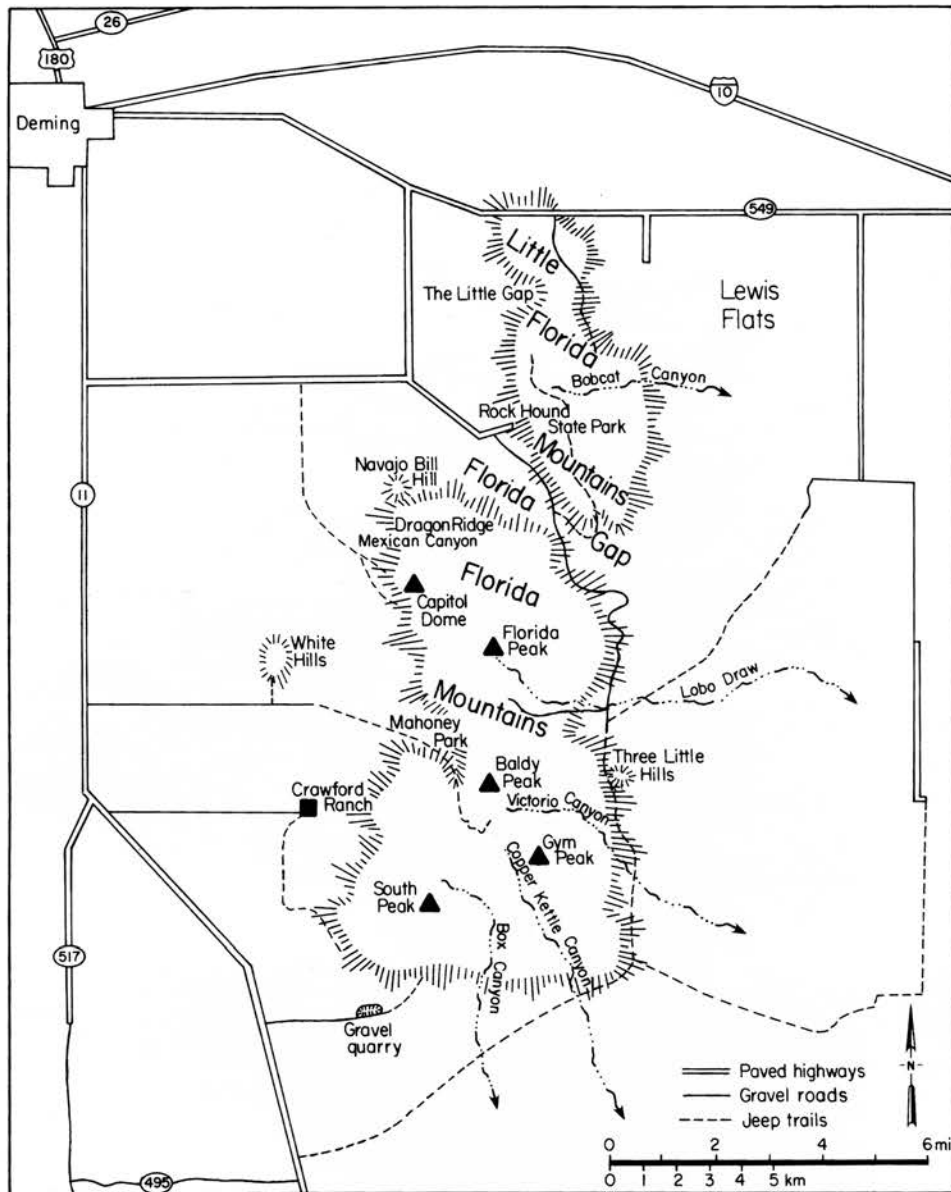 26
180
10
Deming
549
Little
The Little Gap
Lewis
Flats
Florida
Bobcat Canyon
Rock Hound
State Park
Mountains
Navajo Bill
Hill
Florida
11
Dragon Ridge
Gap
Mexican Canyon
Florida
Capitol
Dome
White
Hills
Florida
Peak
Lobo Draw
Mountains
Mahoney
Park
Three Little
Hills
Baldy
Peak
Crawford
Ranch
Victorio Canyon
Gym
Peak
Copper Kettle Canyon
South
Peak
Box Canyon
517
Gravel
quarry
N
Paved highways
Gravel roads
Jeep trails
0 2 4 6 mi
0 1 2 3 4 5 km
495